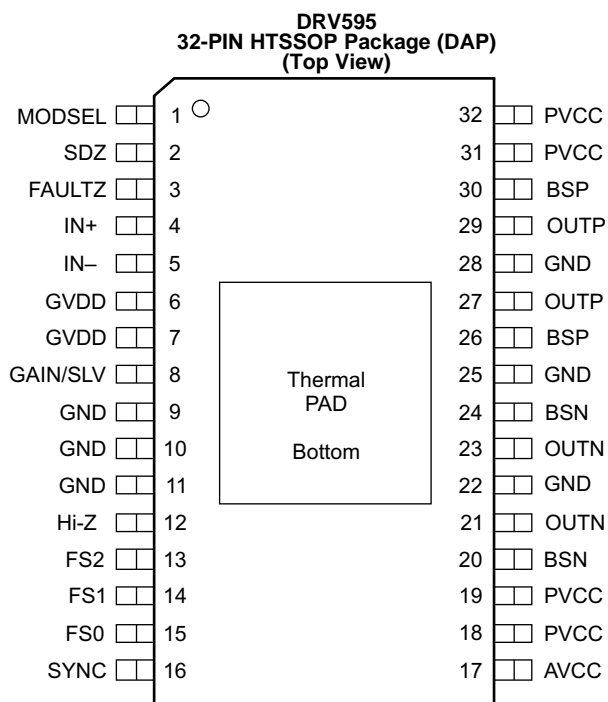 DRV595
32-PIN HTSSOP Package (DAP)
(Top View)
MODSEL 1 32 PVCC
SDZ 2 31 PVCC
FAULTZ 3 30 BSP
IN+ 4 29 OUTP
IN– 5 28 GND
GVDD 6 27 OUTP
GVDD 7 26 BSP
GAIN/SLV 8 25 GND
GND 9 24 BSN
GND 10 23 OUTN
GND 11 22 GND
Hi-Z 12 21 OUTN
FS2 13 20 BSN
FS1 14 19 PVCC
FS0 15 18 PVCC
SYNC 16 17 AVCC
Thermal
PAD
Bottom